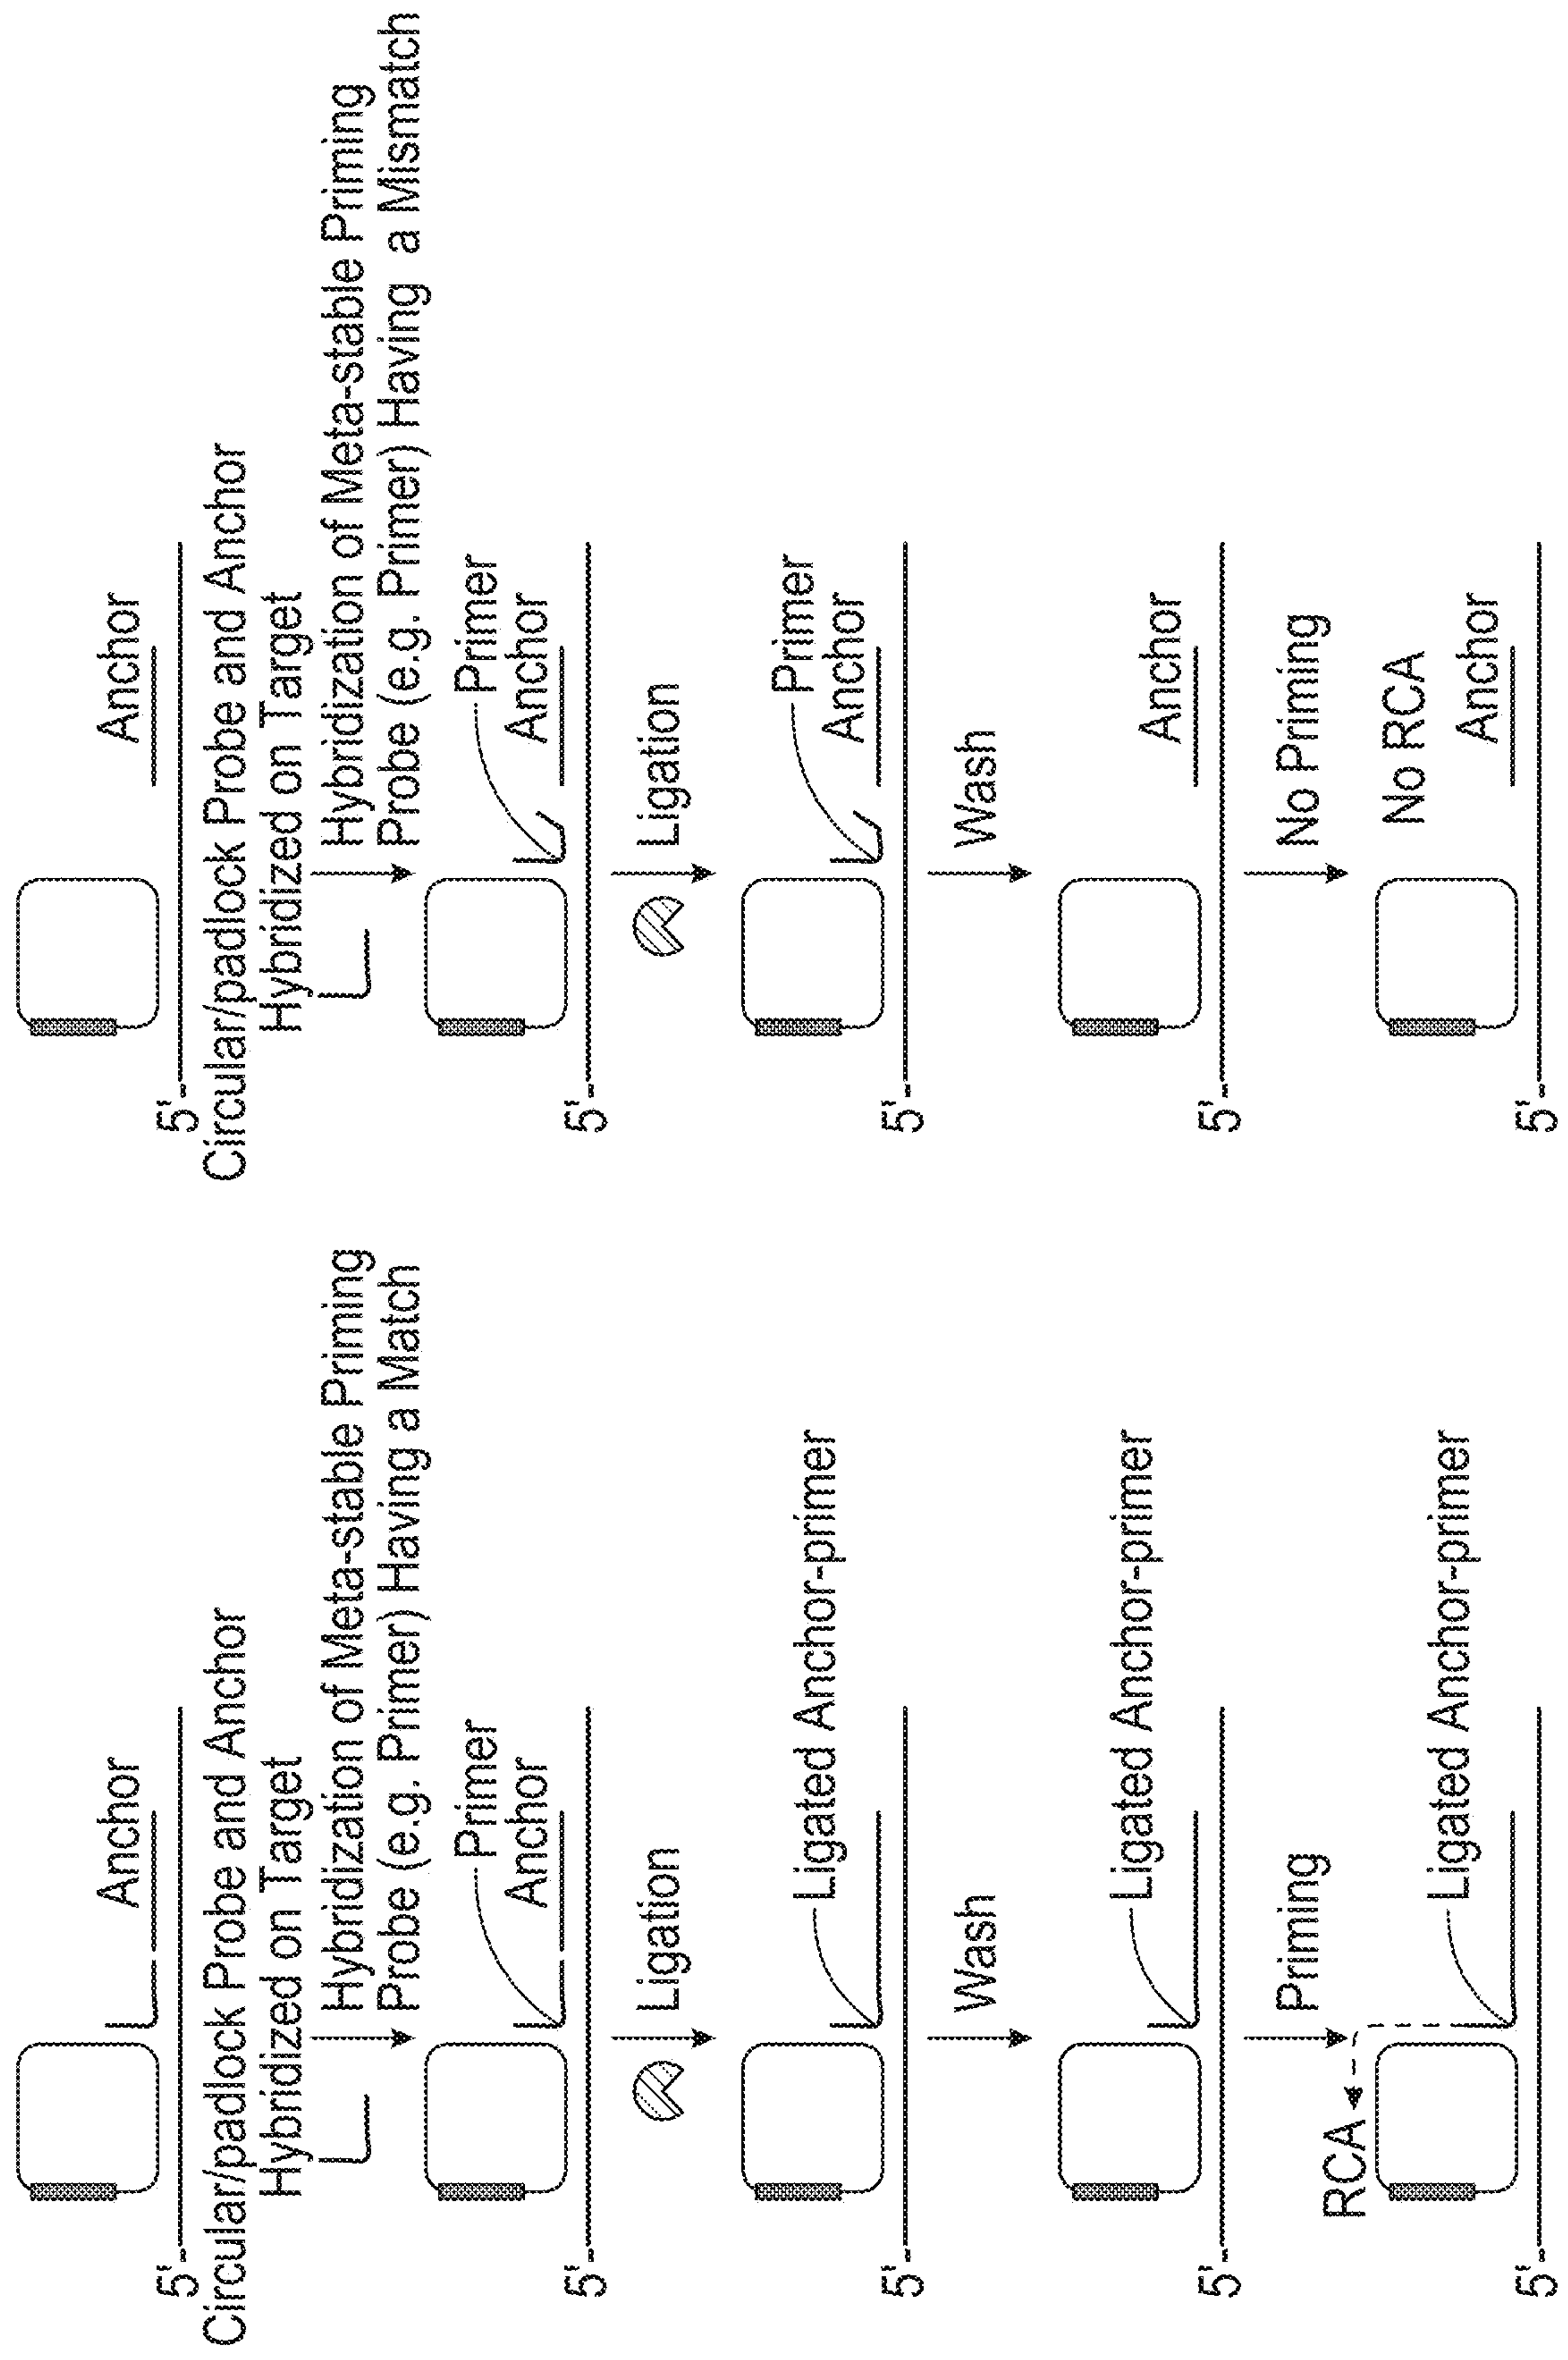 Anchor
5'
Circular/padlock Probe and Anchor
Hybridized on Target
Hybridization of Meta-stable Priming
Probe (e.g. Primer) Having a Match
Primer
Anchor
5'
Ligation
Ligated Anchor-primer
5'
Wash
Ligated Anchor-primer
5'
Priming
RCA
Ligated Anchor-primer
5'
Anchor
5'
Circular/padlock Probe and Anchor
Hybridized on Target
Hybridization of Meta-stable Priming
Probe (e.g. Primer) Having a Mismatch
Primer
Anchor
5'
Ligation
Primer
Anchor
5'
Wash
Anchor
5'
No Priming
No RCA
Anchor
5'